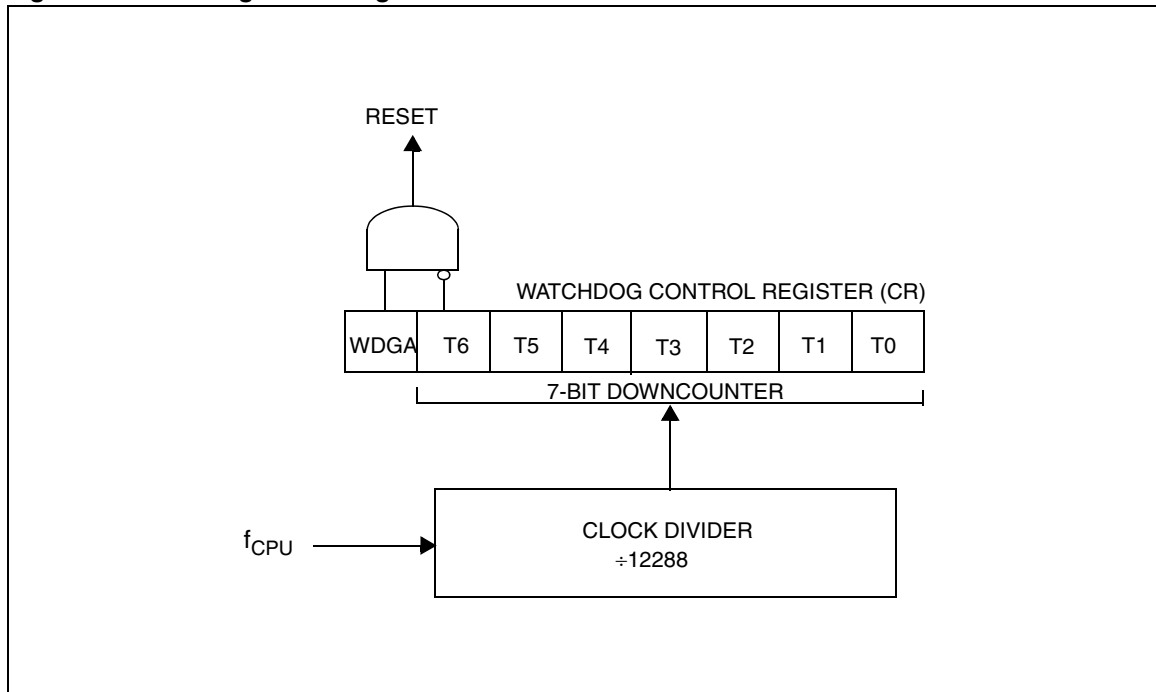 RESET
WATCHDOG CONTROL REGISTER (CR)
WDGA T6 T5 T4 T3 T2 T1 T0
7-BIT DOWNCOUNTER
fCPU
CLOCK DIVIDER
÷12288